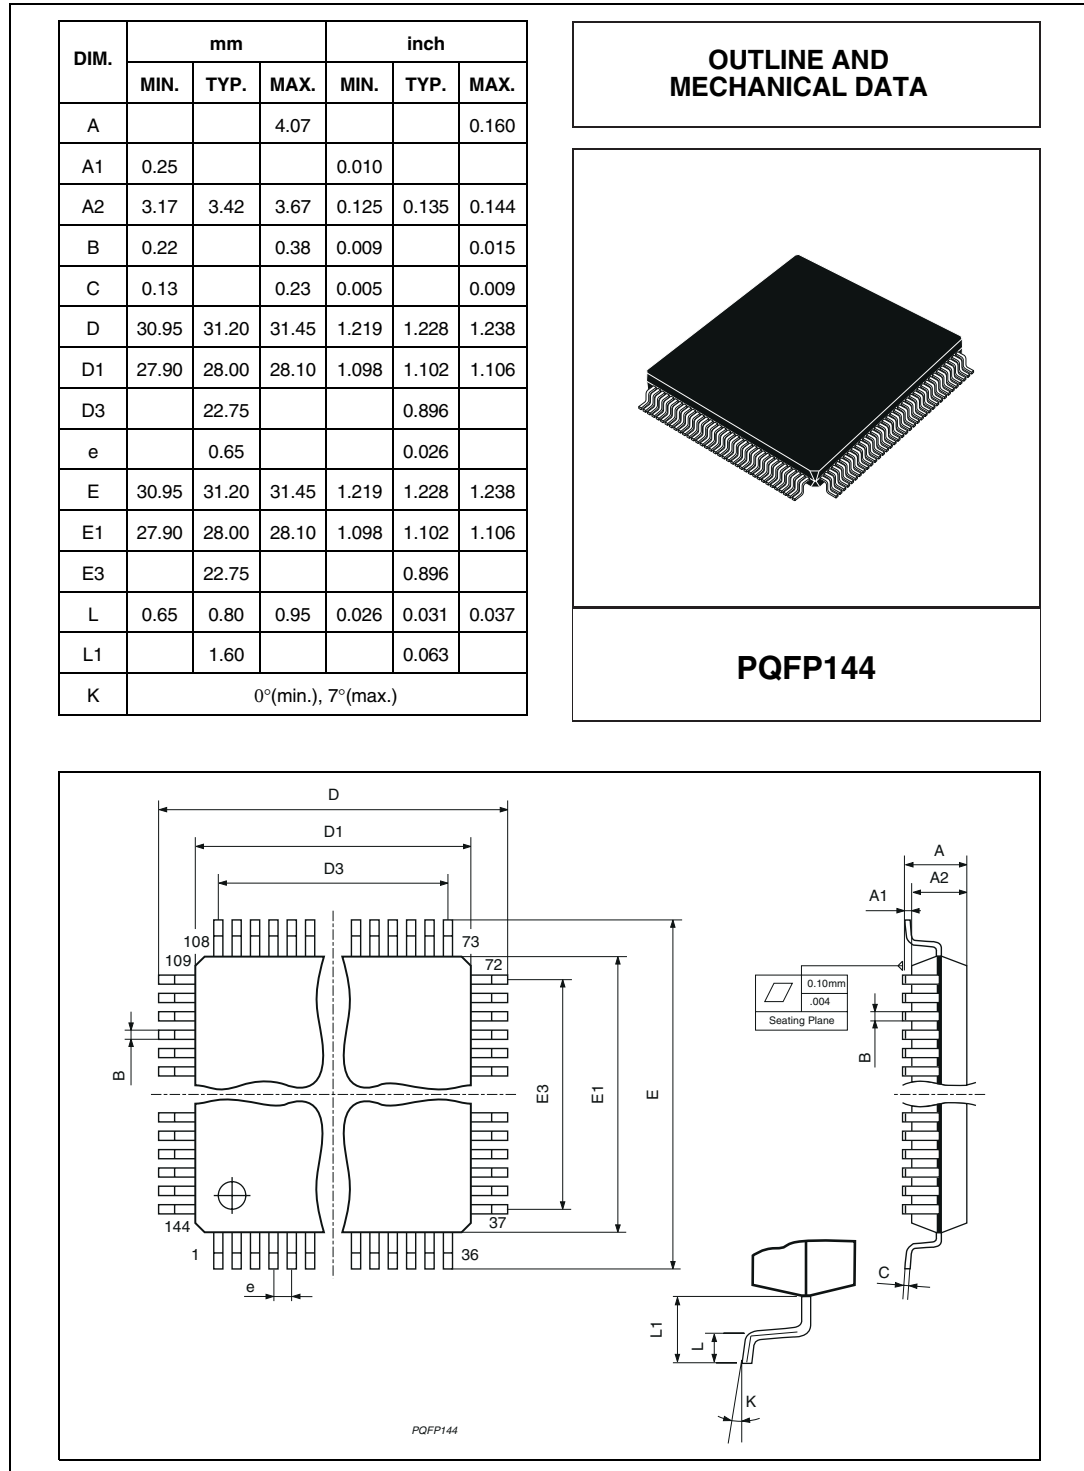 DIM. mm inch
MIN. TYP. MAX. MIN. TYP. MAX.
A 4.07 0.160
A1 0.25 0.010
A2 3.17 3.42 3.67 0.125 0.135 0.144
B 0.22 0.38 0.009 0.015
C 0.13 0.23 0.005 0.009
D 30.95 31.20 31.45 1.219 1.228 1.238
D1 27.90 28.00 28.10 1.098 1.102 1.106
D3 22.75 0.896
e 0.65 0.026
E 30.95 31.20 31.45 1.219 1.228 1.238
E1 27.90 28.00 28.10 1.098 1.102 1.106
E3 22.75 0.896
L 0.65 0.80 0.95 0.026 0.031 0.037
L1 1.60 0.063
K 0°(min.), 7°(max.)
OUTLINE AND
MECHANICAL DATA
PQFP144
D
D1
D3
108
73
109
72
B
E3
E1
E
144
37
1
36
e
A
A2
A1
0.10mm
.004
Seating Plane
B
C
L1
L
K
PQFP144